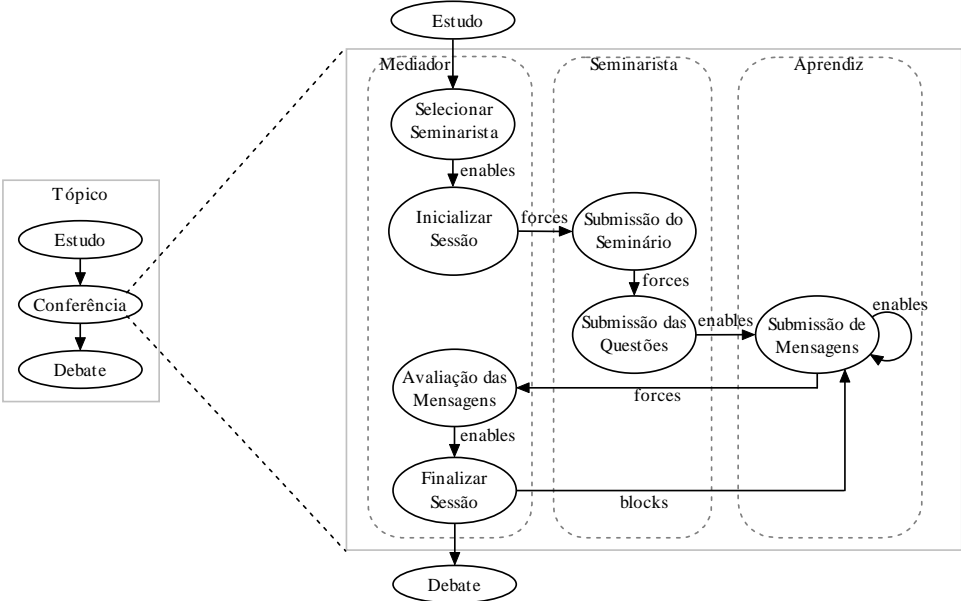 Estudo
Mediador
Seminarista
Aprendiz
Selecionar
Seminarista
enables
Tópico
Estudo
Conferência
Debate
Inicializar
Sessão
forces
Submissão do
Seminário
forces
Submissão das
Questões
enables
Submissão de
Mensagens
enables
Avaliação das
Mensagens
forces
enables
Finalizar
Sessão
blocks
Debate